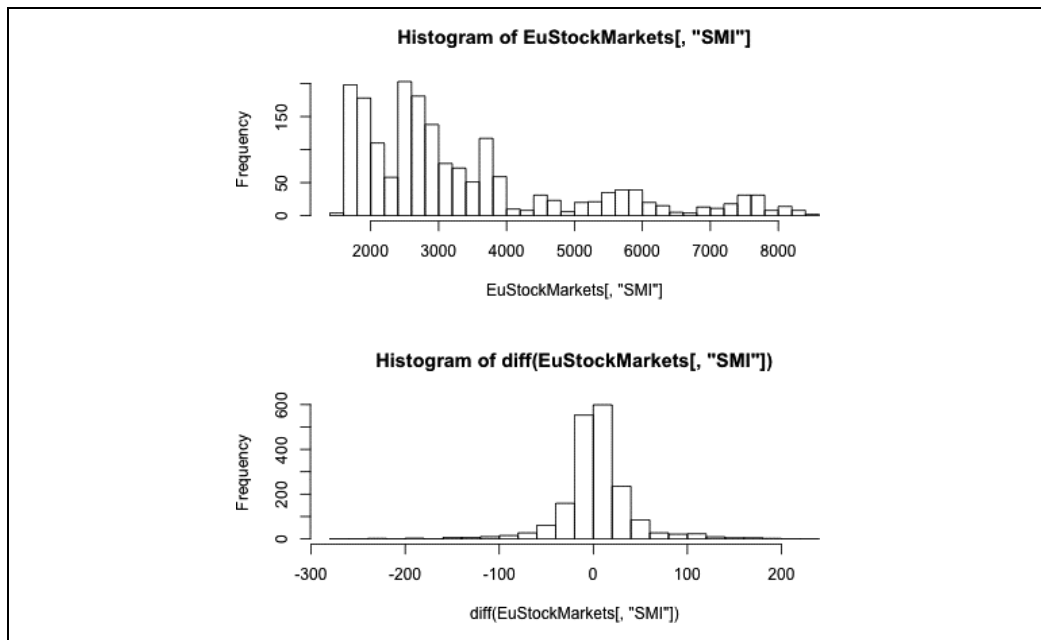 Histogram of EuStockMarkets[, "SMI"]
Frequency
150
50
0
2000 3000 4000 5000 6000 7000 8000
EuStockMarkets[, "SMI"]
Histogram of diff(EuStockMarkets[, "SMI"])
Frequency
600
400
200
0
-300 -200 -100 0 100 200
diff(EuStockMarkets[, "SMI"])